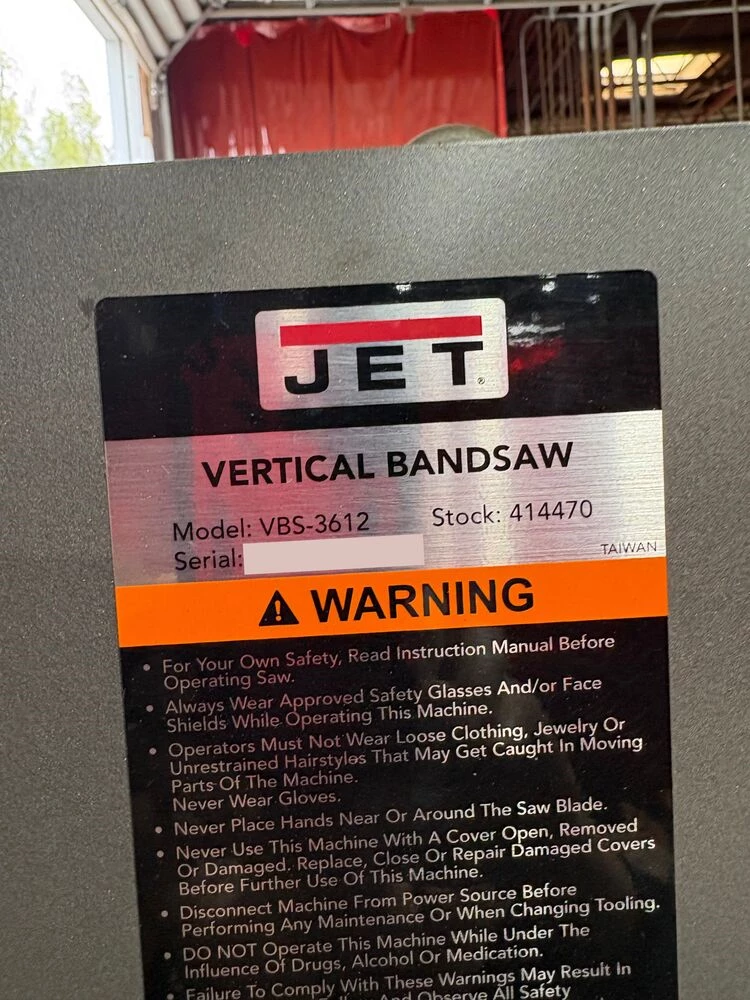 JET®
VERTICAL BANDSAW
Model: VBS-3612 Stock: 414470
Serial:
TAIWAN
⚠ WARNING
• For Your Own Safety, Read Instruction Manual Before
Operating Saw.
• Always Wear Approved Safety Glasses And/or Face
Shields While Operating This Machine.
• Operators Must Not Wear Loose Clothing, Jewelry Or
Unrestrained Hairstyles That May Get Caught In Moving
Parts Of The Machine.
Never Wear Gloves.
• Never Place Hands Near Or Around The Saw Blade.
• Never Use This Machine With A Cover Open, Removed
Or Damaged. Replace, Close Or Repair Damaged Covers
Before Further Use Of This Machine.
• Disconnect Machine From Power Source Before
Performing Any Maintenance Or When Changing Tooling.
• DO NOT Operate This Machine While Under The
Influence Of Drugs, Alcohol Or Medication.
• Failure To Comply With These Warnings May Result In
And Observe All Safety